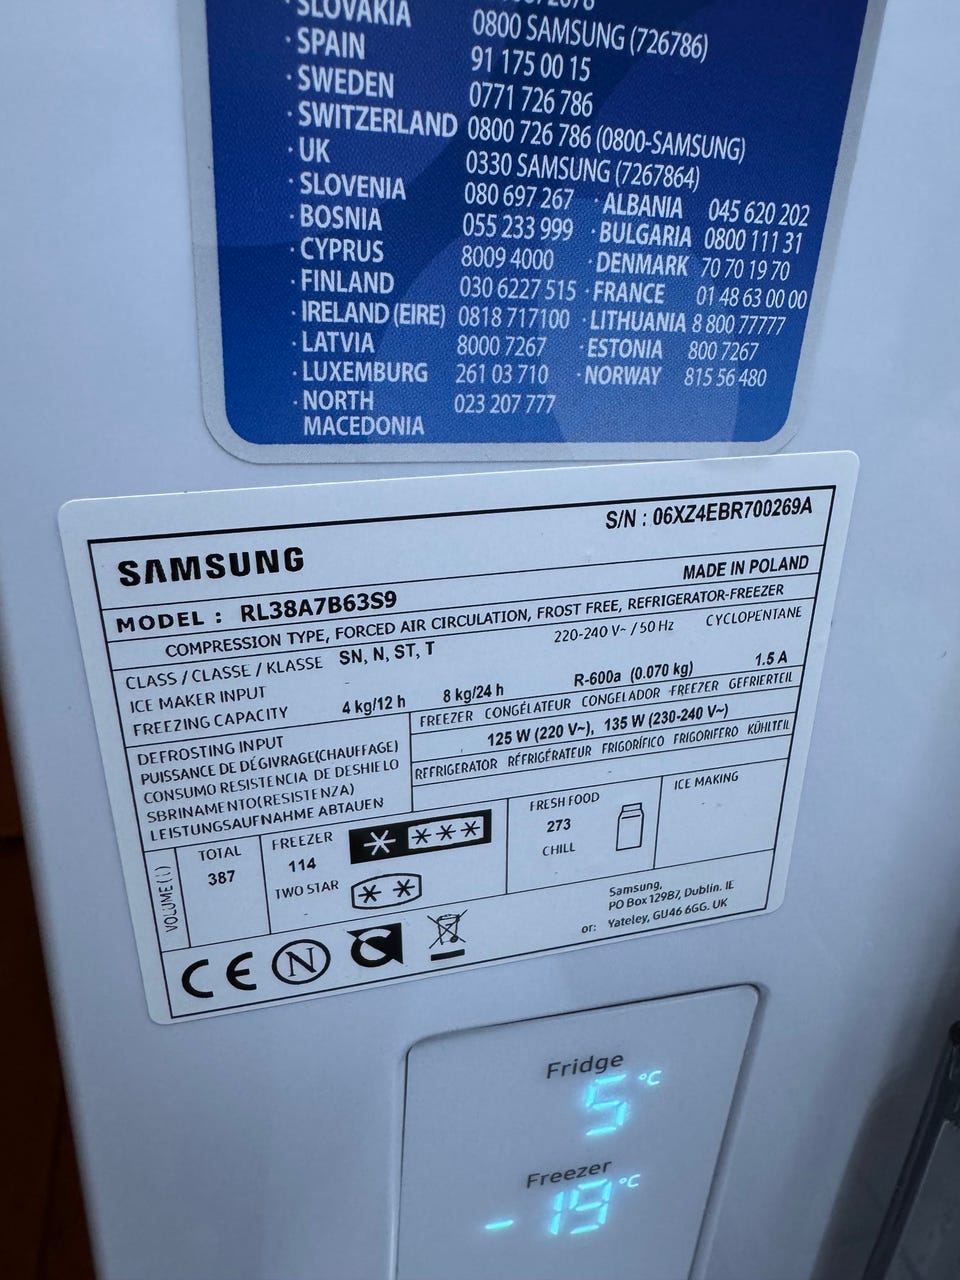 · SLOVAKIA 0800 SAMSUNG (726786)
· SPAIN 91 175 00 15
· SWEDEN 0771 726 786
· SWITZERLAND 0800 726 786 (0800-SAMSUNG)
· UK 0330 SAMSUNG (7267864)
· SLOVENIA 080 697 267 · ALBANIA 045 620 202
· BOSNIA 055 233 999 · BULGARIA 0800 111 31
· CYPRUS 8009 4000 · DENMARK 70 70 19 70
· FINLAND 030 6227 515 · FRANCE 01 48 63 00 00
· IRELAND (EIRE) 0818 717100 · LITHUANIA 8 800 77777
· LATVIA 8000 7267 · ESTONIA 800 7267
· LUXEMBURG 261 03 710 · NORWAY 815 56 480
· NORTH 023 207 777
MACEDONIA
S/N : 06XZ4EBR700269A
SAMSUNG
MADE IN POLAND
MODEL : RL38A7B63S9
COMPRESSION TYPE, FORCED AIR CIRCULATION, FROST FREE, REFRIGERATOR-FREEZER
CLASS / CLASSE / KLASSE SN, N, ST, T 220-240 V~ / 50 Hz CYCLOPENTANE
ICE MAKER INPUT R-600a (0.070 kg) 1.5 A
FREEZING CAPACITY 4 kg/12 h 8 kg/24 h
DEFROSTING INPUT FREEZER CONGÉLATEUR CONGELADOR FREEZER GEFRIERTEIL
PUISSANCE DE DÉGIVRAGE(CHAUFFAGE) 125 W (220 V~), 135 W (230-240 V~)
CONSUMO RESISTENCIA DE DESHIELO REFRIGERATOR RÉFRIGÉRATEUR FRIGORÍFICO FRIGORIFERO KÜHLTEIL
SBRINAMENTO(RESISTENZA)
LEISTUNGSAUFNAHME ABTAUEN
VOLUME (L)
TOTAL
387
FREEZER
114
TWO STAR
FRESH FOOD
273
CHILL
ICE MAKING
Samsung,
PO Box 12987, Dublin. IE
or: Yateley, GU46 6GG. UK
CE N
Fridge
5 °C
Freezer
-19 °C